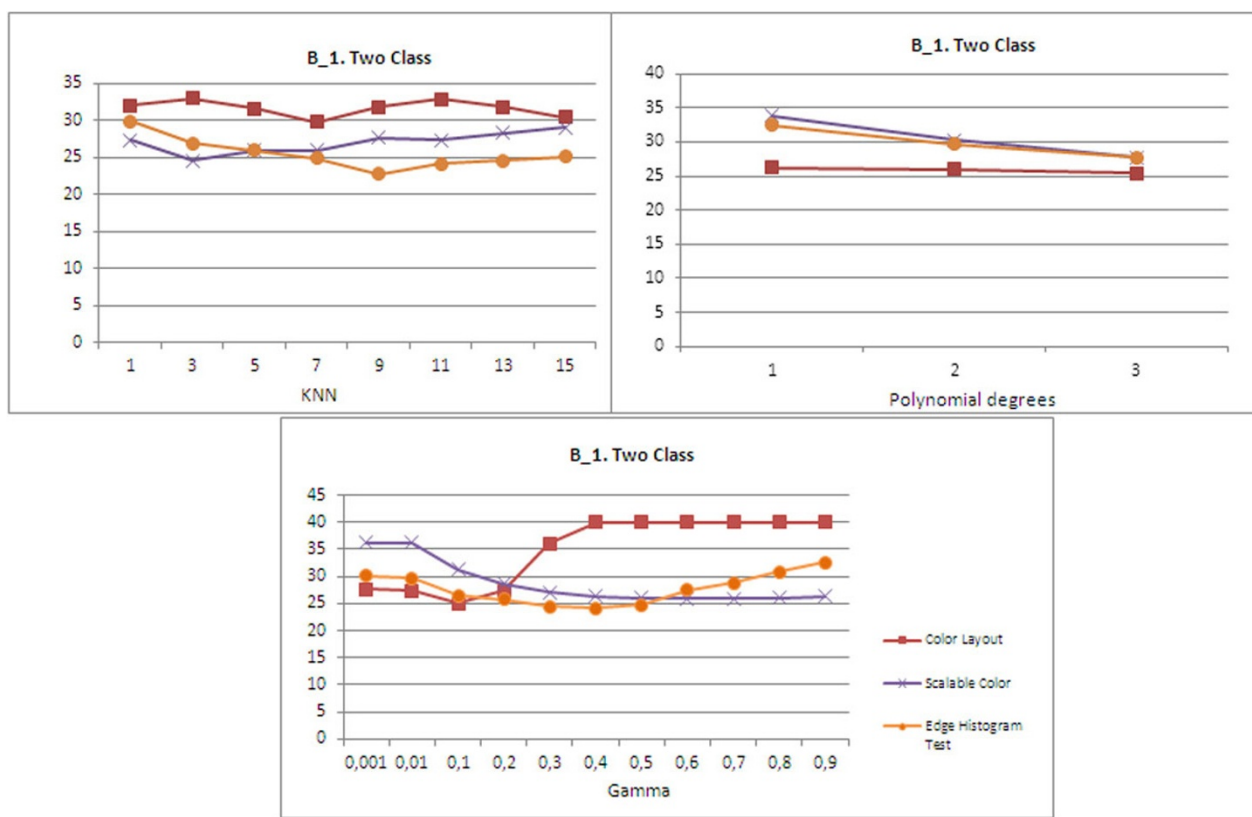 B_1. Two Class
35
30
25
20
15
10
5
0
1 3 5 7 9 11 13 15
KNN
B_1. Two Class
40
35
30
25
20
15
10
5
0
1 2 3
Polynomial degrees
B_1. Two Class
45
40
35
30
25
20
15
10
5
0
0,001 0,01 0,1 0,2 0,3 0,4 0,5 0,6 0,7 0,8 0,9
Gamma
Color Layout
Scalable Color
Edge Histogram
Test